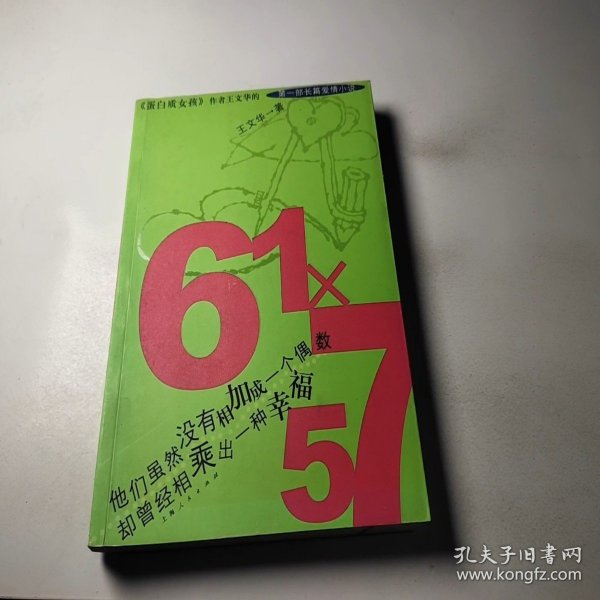 《蛋白质女孩》作者王文华的 第一部长篇爱情小说
王文华 著
61×57
他们虽然没有相加成一个偶数
却曾经相乘出一种幸福
上海人民出版社
孔夫子旧书网
www.kongfz.com